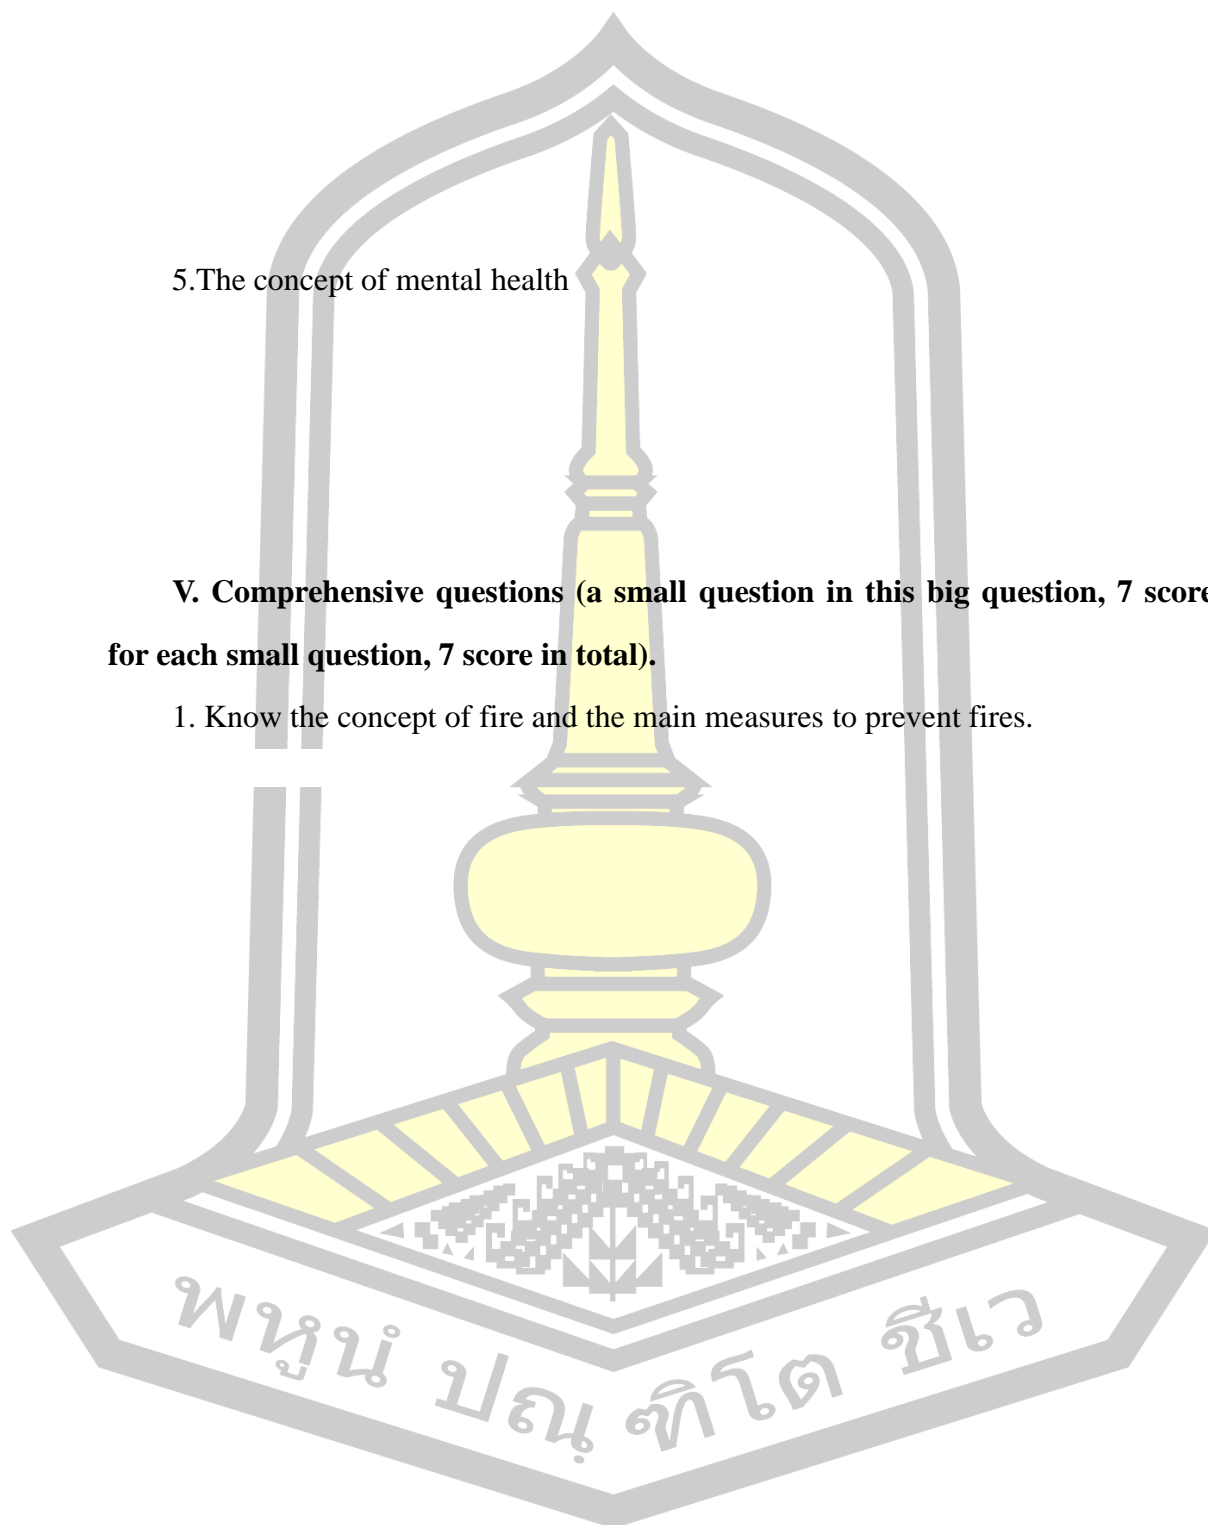 5.The concept of mental health
V. Comprehensive questions (a small question in this big question, 7 score
for each small question, 7 score in total).
1. Know the concept of fire and the main measures to prevent fires.
พหูนํ ปณฺฑิโต ชีเว